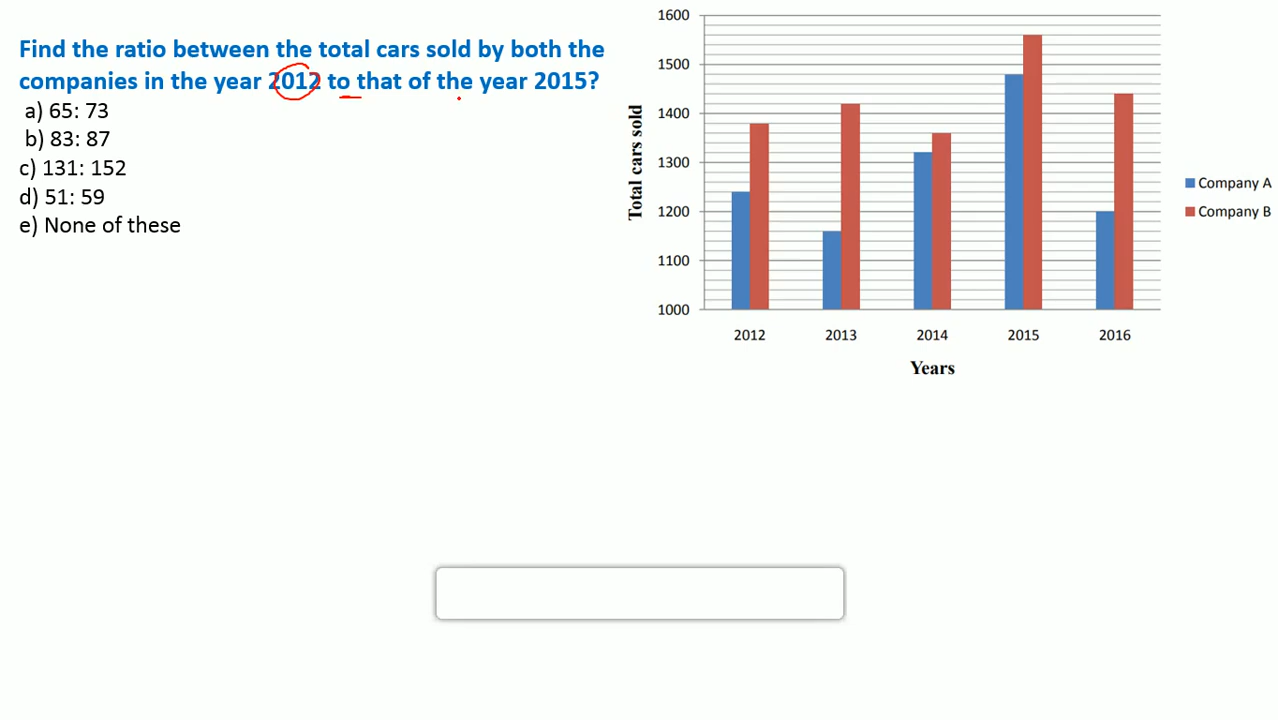 Find the ratio between the total cars sold by both the
companies in the year 2012 to that of the year 2015?
a) 65: 73
b) 83: 87
c) 131: 152
d) 51: 59
e) None of these
Total cars sold
1600
1500
1400
1300
1200
1100
1000
2012 2013 2014 2015 2016
Years
Company A
Company B